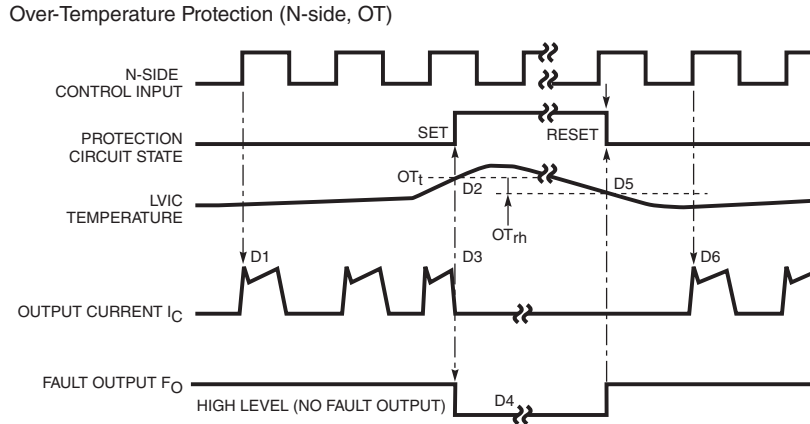 Over-Temperature Protection (N-side, OT)
N-SIDE
CONTROL INPUT
PROTECTION
CIRCUIT STATE
SET
RESET
LVIC
TEMPERATURE
OTt
D2
D5
OTrh
D1
D3
D6
OUTPUT CURRENT IC
FAULT OUTPUT FO
HIGH LEVEL (NO FAULT OUTPUT)
D4